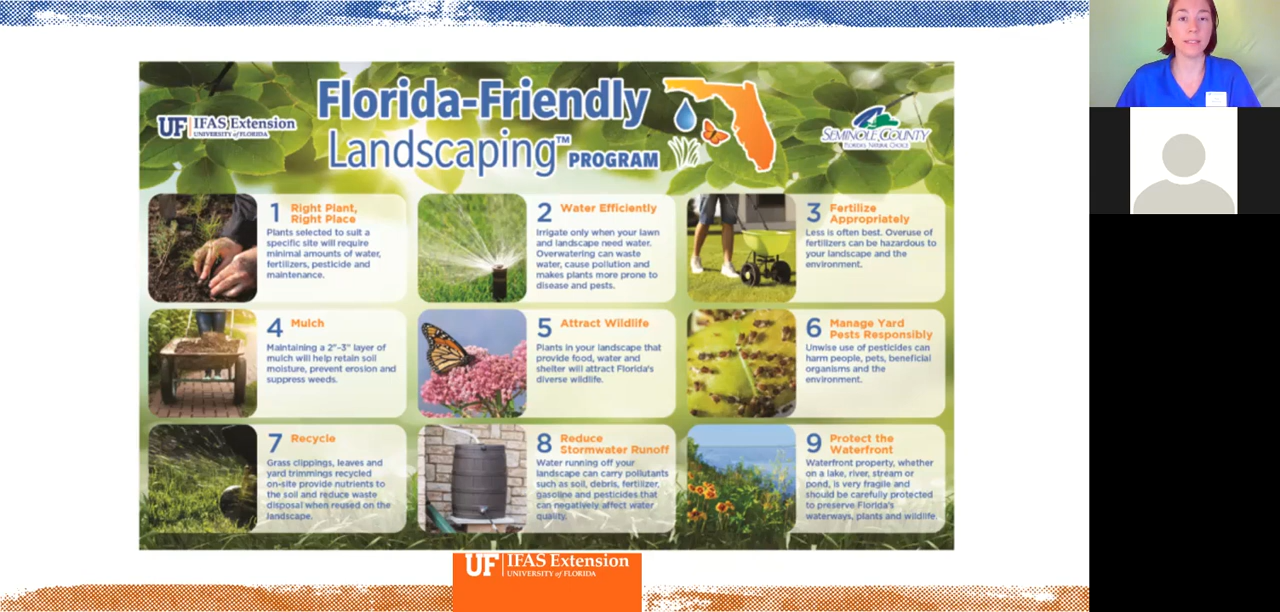 Florida-Friendly
Landscaping™ PROGRAM
UF IFAS Extension
UNIVERSITY of FLORIDA
SEMINOLE COUNTY
FLORIDA'S NATURAL CHOICE
1 Right Plant,
Right Place
Plants selected to suit a
specific site will require
minimal amounts of water,
fertilizers, pesticide and
maintenance.
2 Water Efficiently
Irrigate only when your lawn
and landscape need water.
Overwatering can waste
water, cause pollution and
makes plants more prone to
disease and pests.
3 Fertilize
Appropriately
Less is often best. Overuse of
fertilizers can be hazardous to
your landscape and the
environment.
4 Mulch
Maintaining a 2"-3" layer of
mulch will help retain soil
moisture, prevent erosion and
suppress weeds.
5 Attract Wildlife
Plants in your landscape that
provide food, water and
shelter will attract Florida's
diverse wildlife.
6 Manage Yard
Pests Responsibly
Unwise use of pesticides can
harm people, pets, beneficial
organisms and the
environment.
7 Recycle
Grass clippings, leaves and
yard trimmings recycled
on-site provide nutrients to
the soil and reduce waste
disposal when reused on the
landscape.
8 Reduce
Stormwater Runoff
Water running off your
landscape can carry pollutants
such as soil, debris, fertilizer,
gasoline and pesticides that
can negatively affect water
quality.
9 Protect the
Waterfront
Waterfront property, whether
on a lake, river, stream or
pond, is very fragile and
should be carefully protected
to preserve Florida's
waterways, plants and wildlife.
UF IFAS Extension
UNIVERSITY of FLORIDA